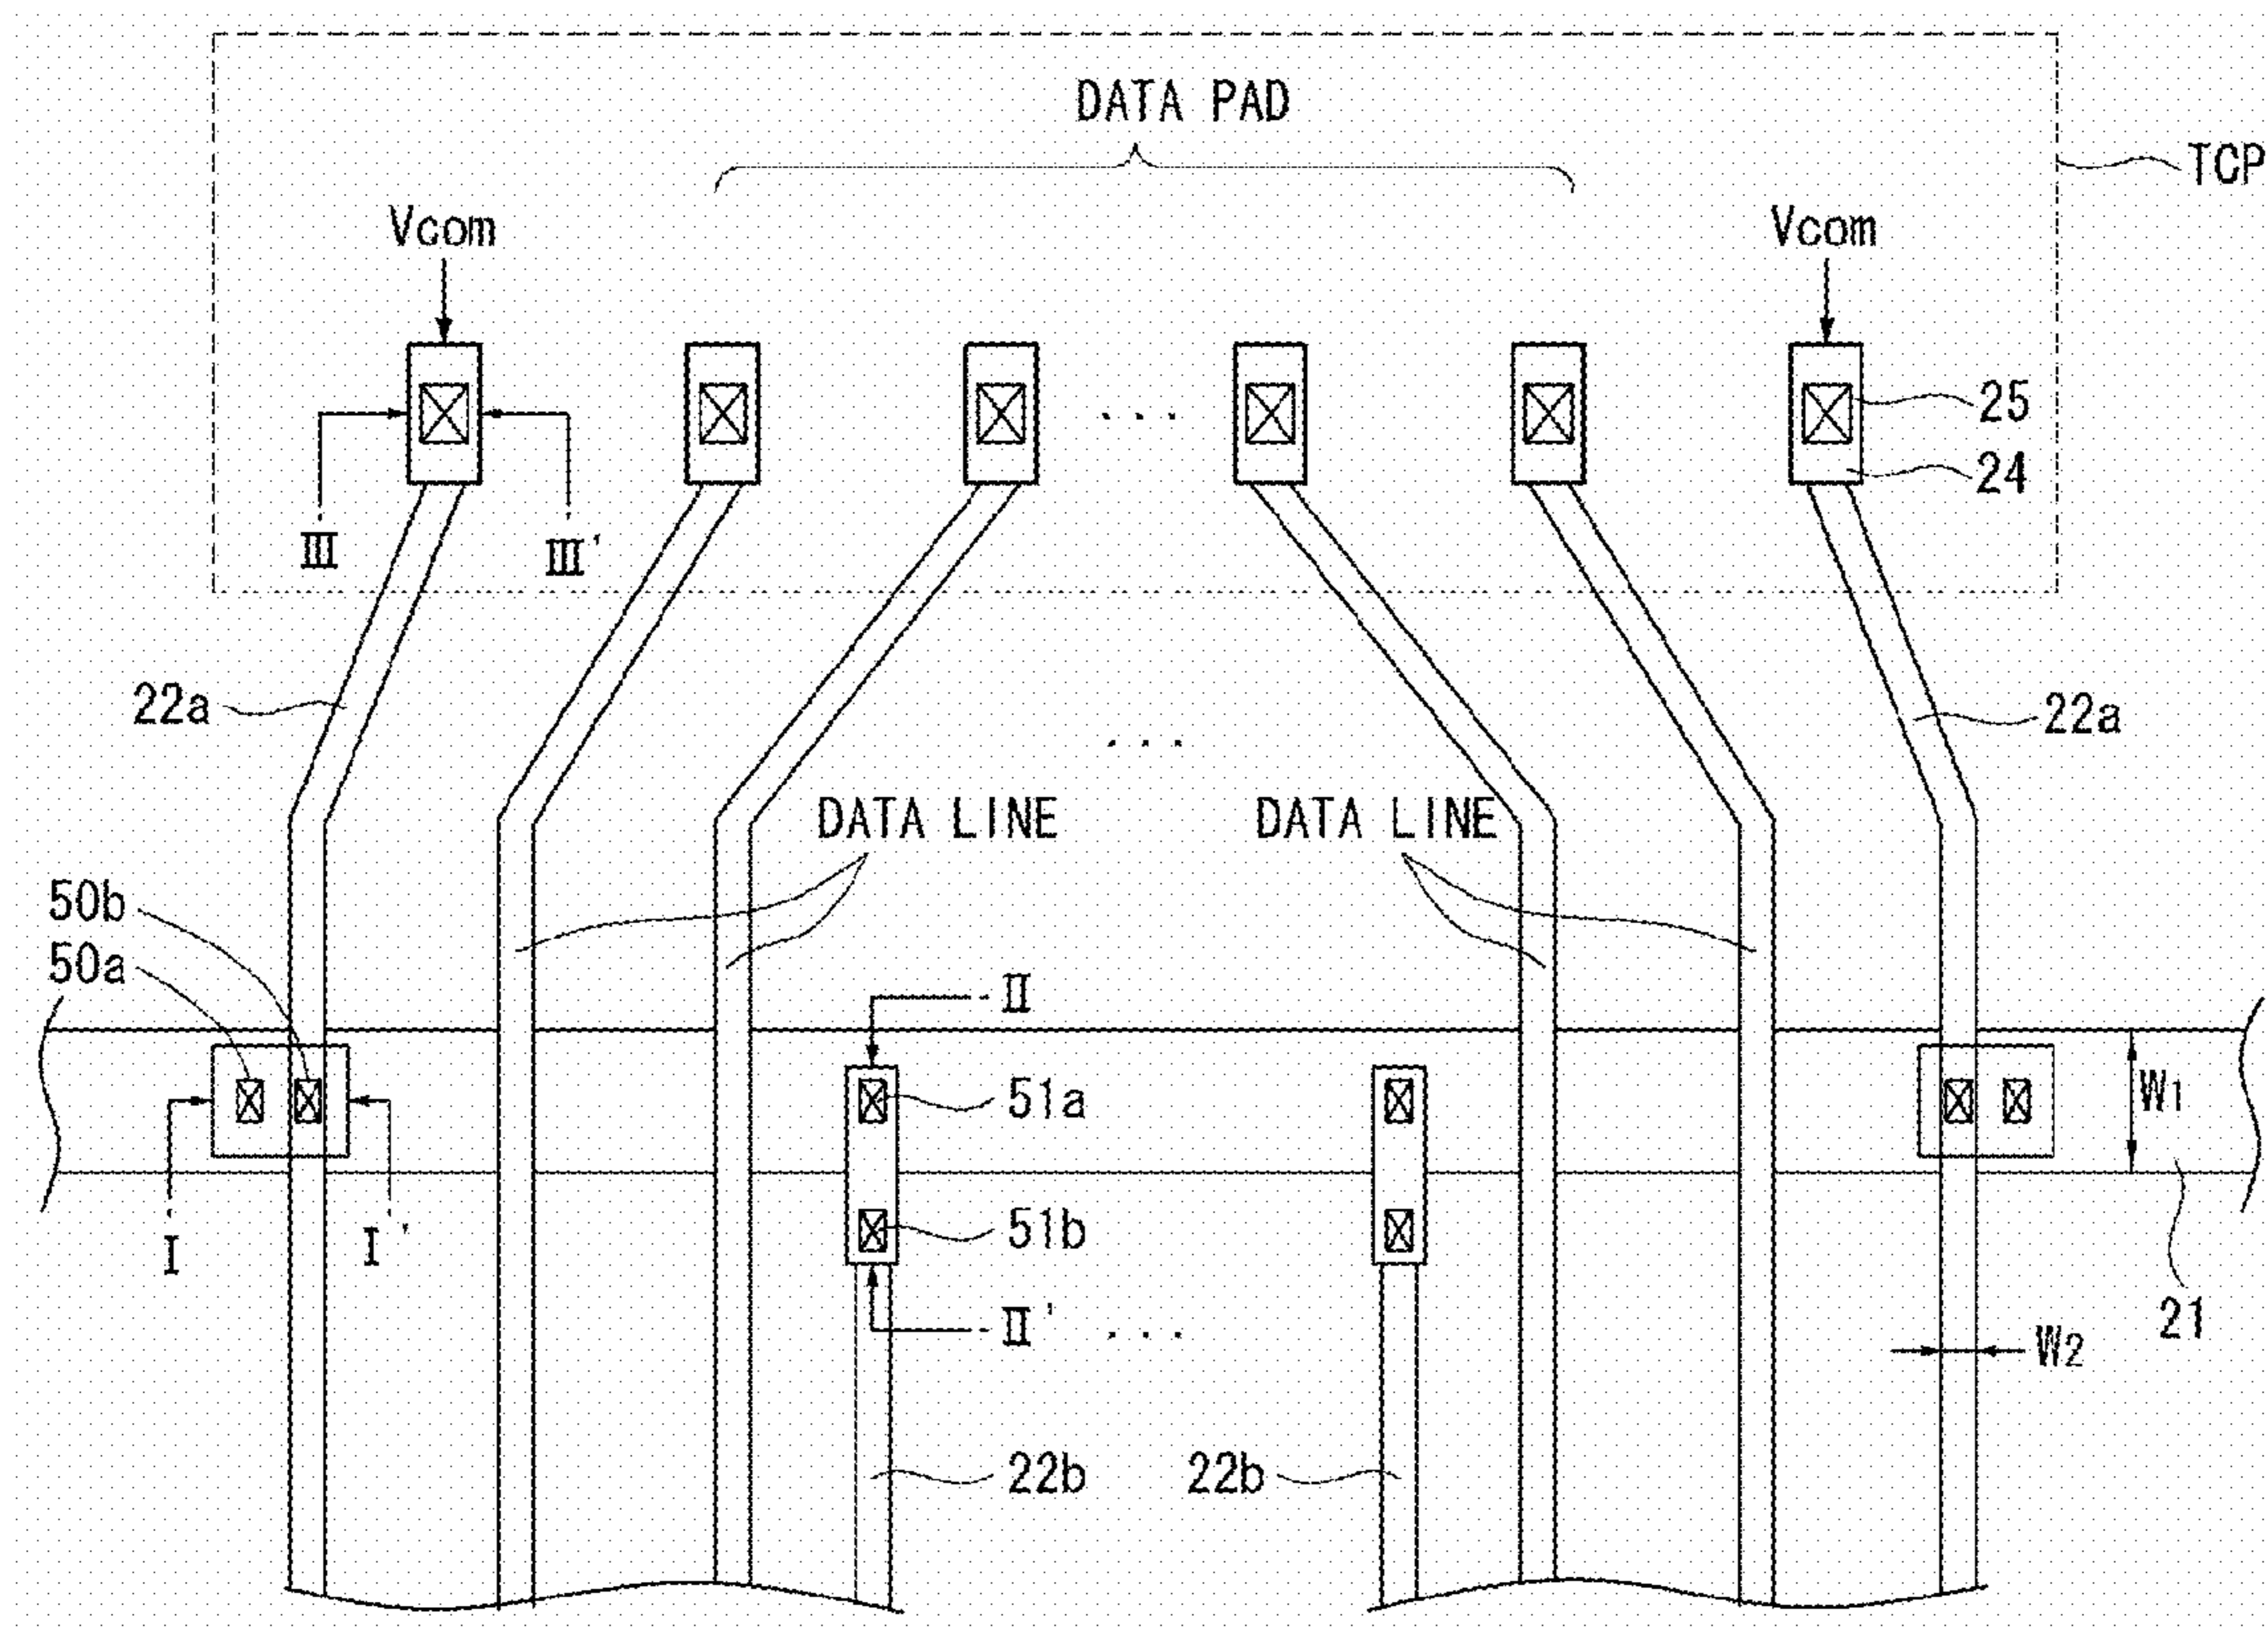 DATA PAD
TCP
Vcom
Vcom
25
24
Ⅲ
Ⅲ'
22a
22a
...
...
DATA LINE
DATA LINE
50b
50a
Ⅱ
51a
W1
51b
Ⅰ
Ⅰ'
Ⅱ'
...
21
W2
22b
22b